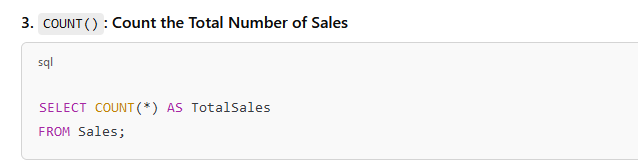 3. COUNT() : Count the Total Number of Sales
sql
SELECT COUNT(*) AS TotalSales
FROM Sales;